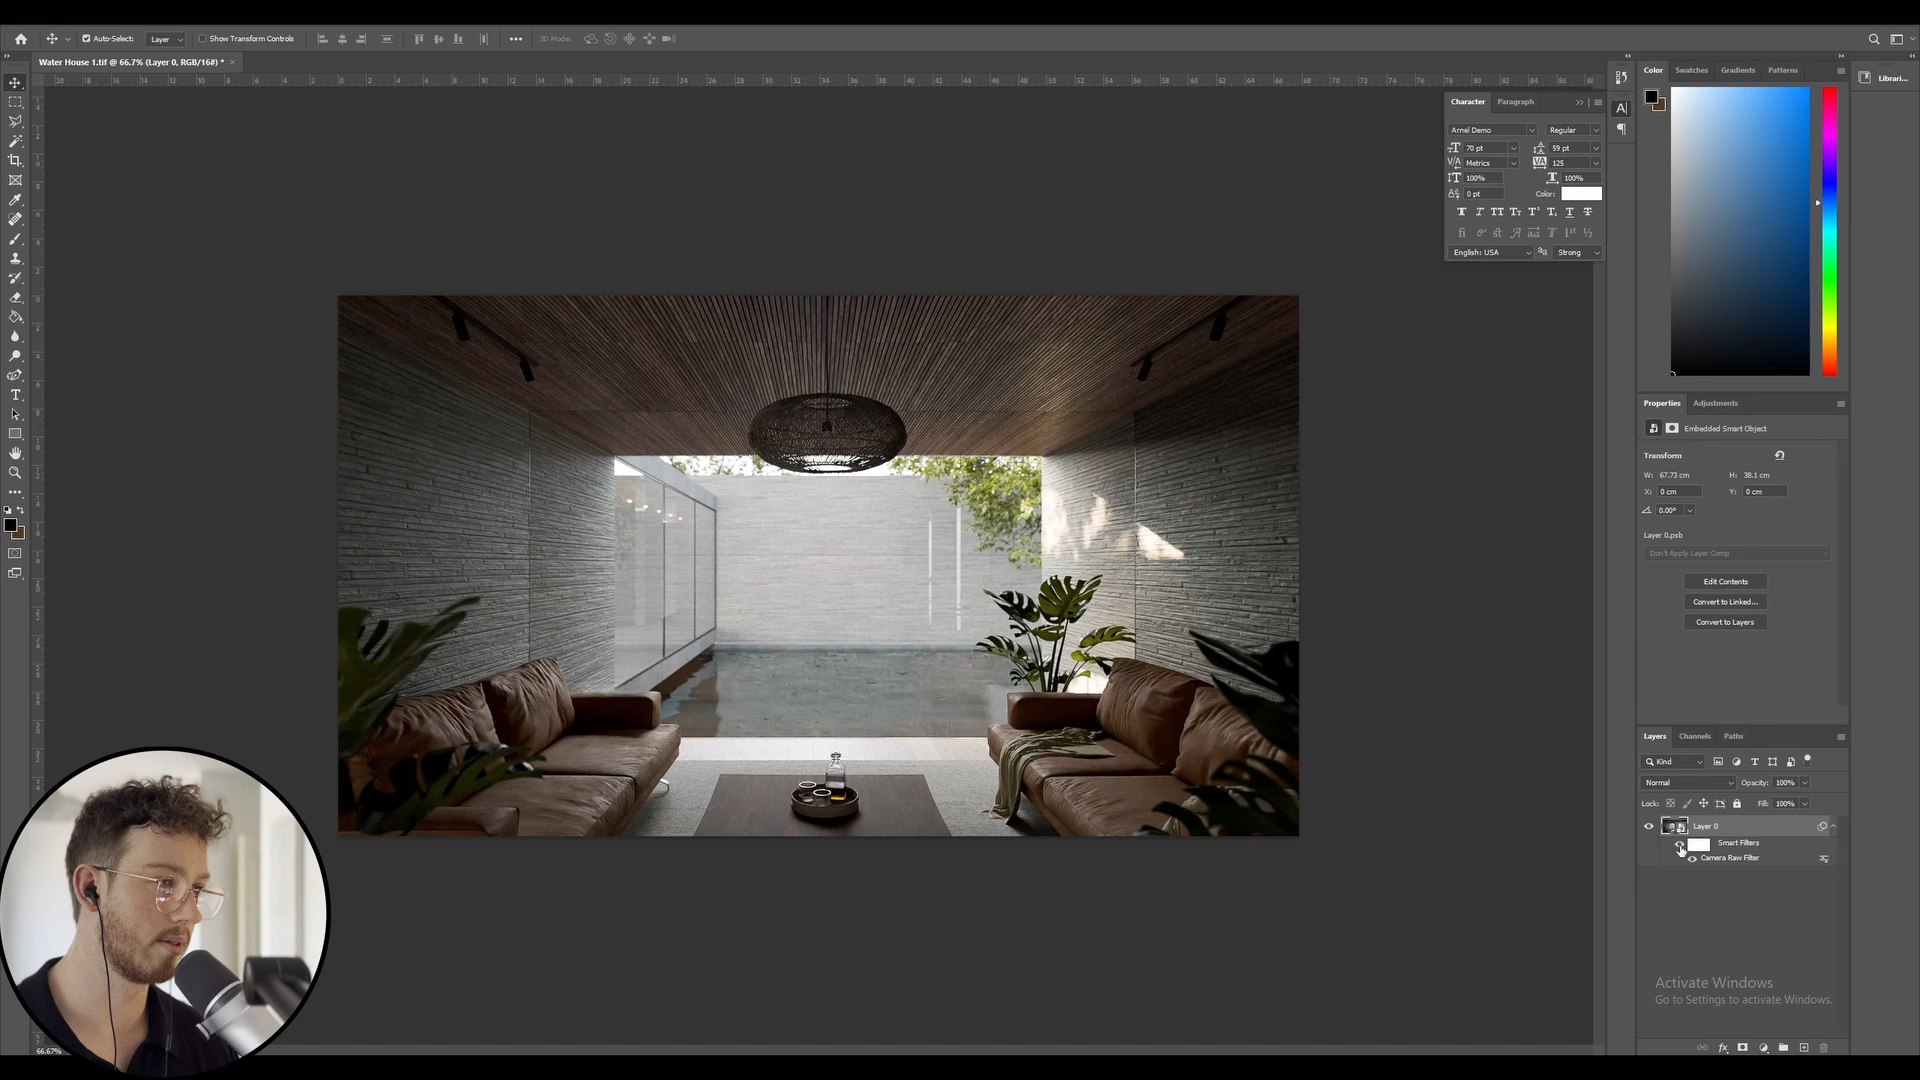 Auto-Select: Layer Show Transform Controls 3D Mode:
Water House 1.tif @ 66.7% (Layer 0, RGB/16#) * ×
Color Swatches Gradients Patterns
Librari...
Character Paragraph
Arnel Demo Regular
70 pt 59 pt
Metrics 125
100% 100%
0 pt Color:
English: USA Strong
Properties Adjustments
Embedded Smart Object
Transform
W: 67.73 cm H: 38.1 cm
X: 0 cm Y: 0 cm
0.00°
Layer 0.psb
Don't Apply Layer Comp
Edit Contents
Convert to Linked...
Convert to Layers
Layers Channels Paths
Kind
Normal Opacity: 100%
Lock: Fill: 100%
Layer 0
Smart Filters
Camera Raw Filter
Activate Windows
Go to Settings to activate Windows.
66.67%